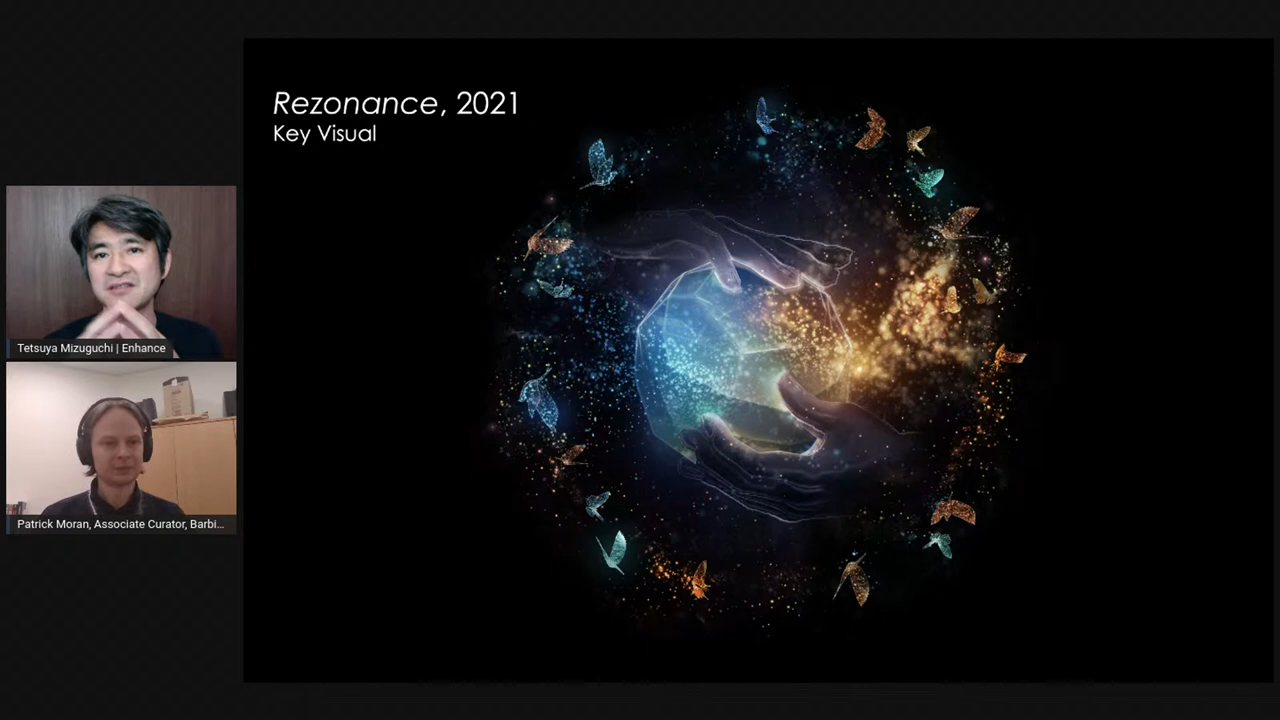 Rezonance, 2021
Key Visual
Tetsuya Mizuguchi | Enhance
Patrick Moran, Associate Curator, Barbi...